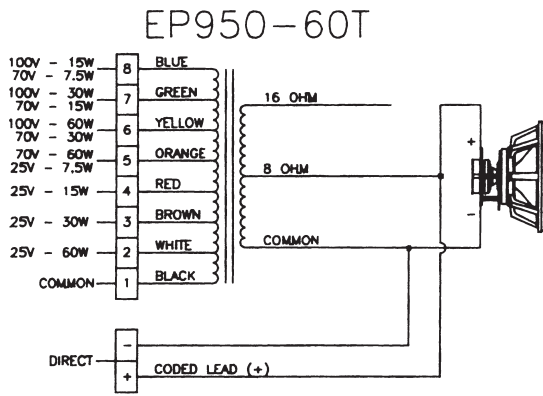 EP950-60T
100V - 15W
70V - 7.5W
8
BLUE
100V - 30W
70V - 15W
7
GREEN
100V - 60W
70V - 30W
6
YELLOW
70V - 60W
25V - 7.5W
5
ORANGE
25V - 15W
4
RED
25V - 30W
3
BROWN
25V - 60W
2
WHITE
COMMON
1
BLACK
16 OHM
8 OHM
COMMON
+
-
DIRECT
-
+
CODED LEAD (+)